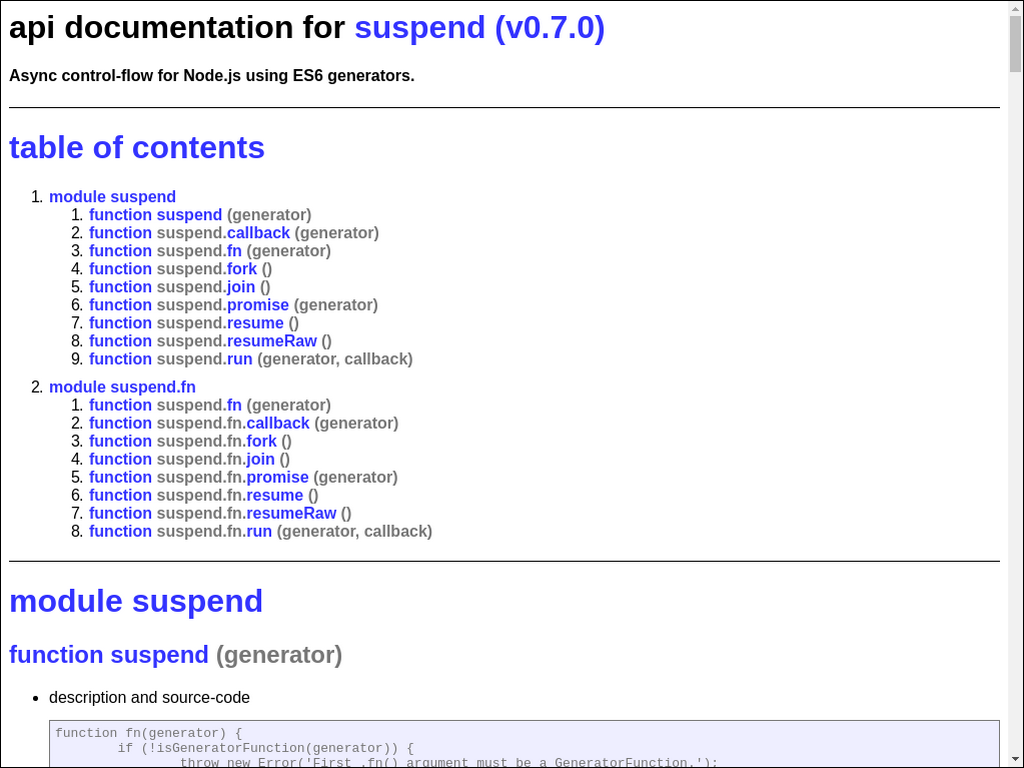 api documentation for suspend (v0.7.0)
Async control-flow for Node.js using ES6 generators.
table of contents
1. module suspend
1. function suspend (generator)
2. function suspend.callback (generator)
3. function suspend.fn (generator)
4. function suspend.fork ()
5. function suspend.join ()
6. function suspend.promise (generator)
7. function suspend.resume ()
8. function suspend.resumeRaw ()
9. function suspend.run (generator, callback)
2. module suspend.fn
1. function suspend.fn (generator)
2. function suspend.fn.callback (generator)
3. function suspend.fn.fork ()
4. function suspend.fn.join ()
5. function suspend.fn.promise (generator)
6. function suspend.fn.resume ()
7. function suspend.fn.resumeRaw ()
8. function suspend.fn.run (generator, callback)
module suspend
function suspend (generator)
• description and source-code
function fn(generator) {
if (!isGeneratorFunction(generator)) {
throw new Error('First .fn() argument must be a GeneratorFunction.');